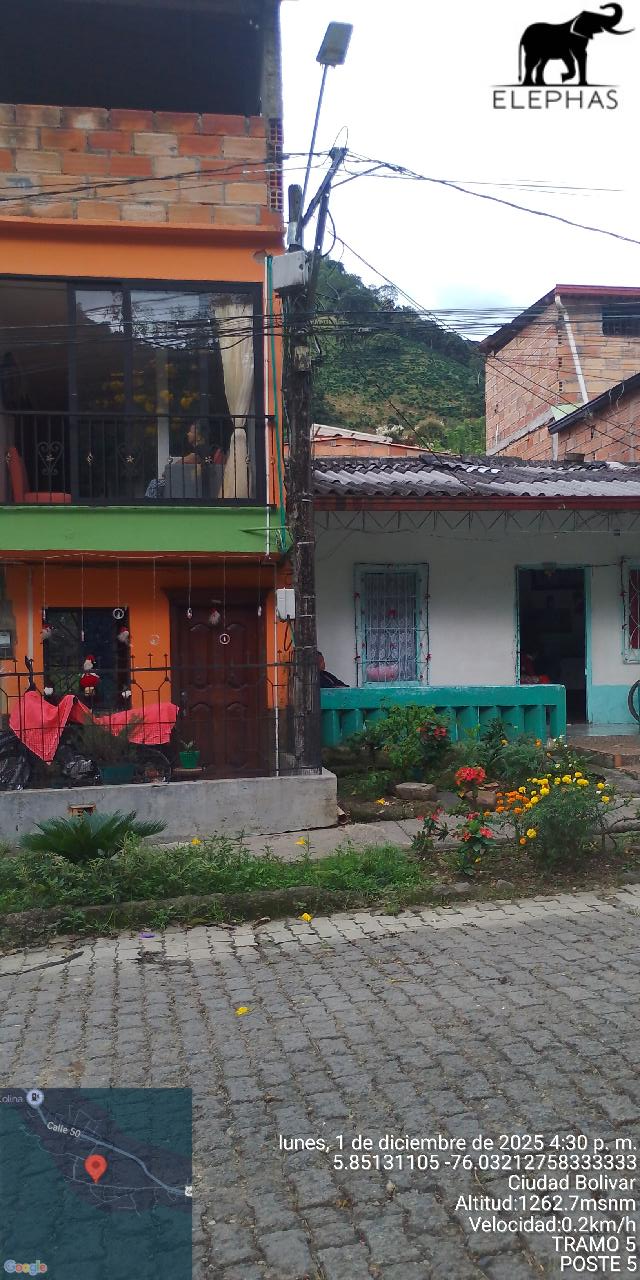 ELEPHAS
Colina
Calle 50
Google
lunes, 1 de diciembre de 2025 4:30 p. m.
5.85131105 -76.03212758333333
Ciudad Bolivar
Altitud:1262.7msnm
Velocidad:0.2km/h
TRAMO 5
POSTE 5